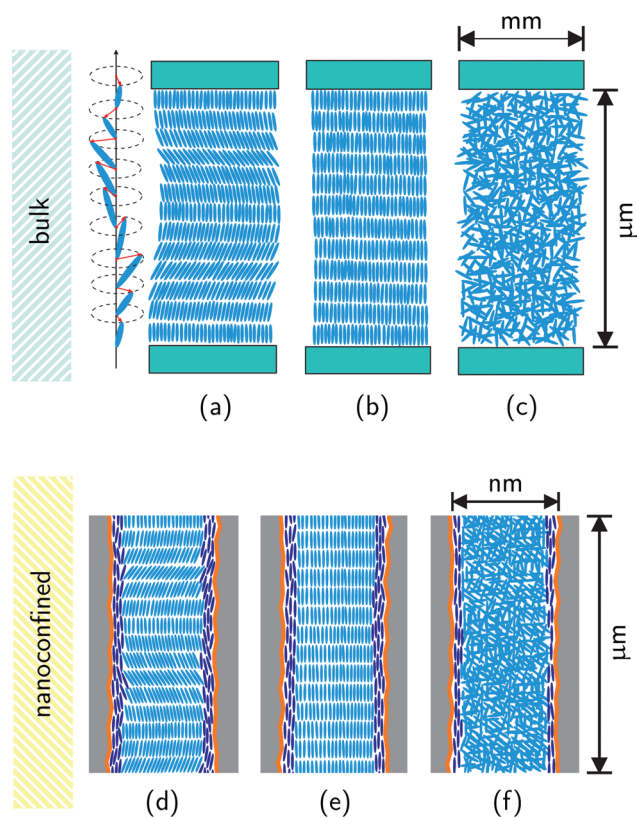 mm
bulk
μm
(a)
(b)
(c)
nm
nanoconfined
μm
(d)
(e)
(f)